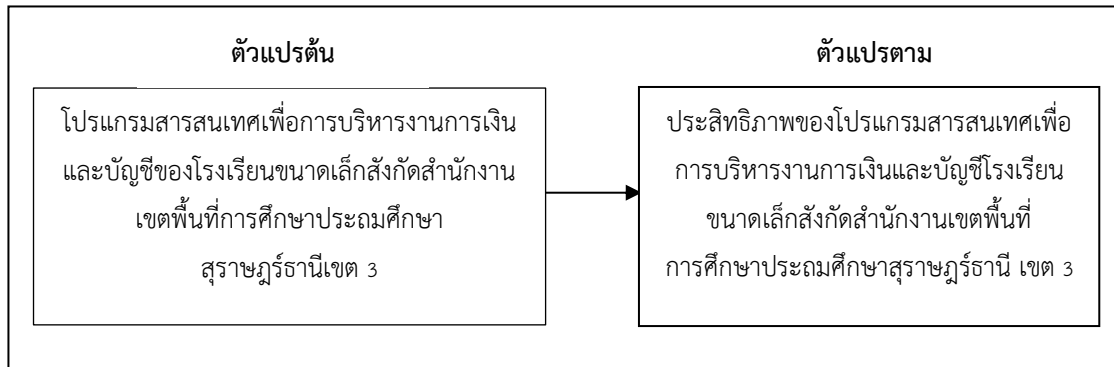 ตัวแปรต้น
โปรแกรมสารสนเทศเพื่อการบริหารงานการเงิน
และบัญชีของโรงเรียนขนาดเล็กสังกัดสำนักงาน
เขตพื้นที่การศึกษาประถมศึกษา
สุราษฎร์ธานีเขต 3
ตัวแปรตาม
ประสิทธิภาพของโปรแกรมสารสนเทศเพื่อ
การบริหารงานการเงินและบัญชีโรงเรียน
ขนาดเล็กสังกัดสำนักงานเขตพื้นที่
การศึกษาประถมศึกษาสุราษฎร์ธานี เขต 3